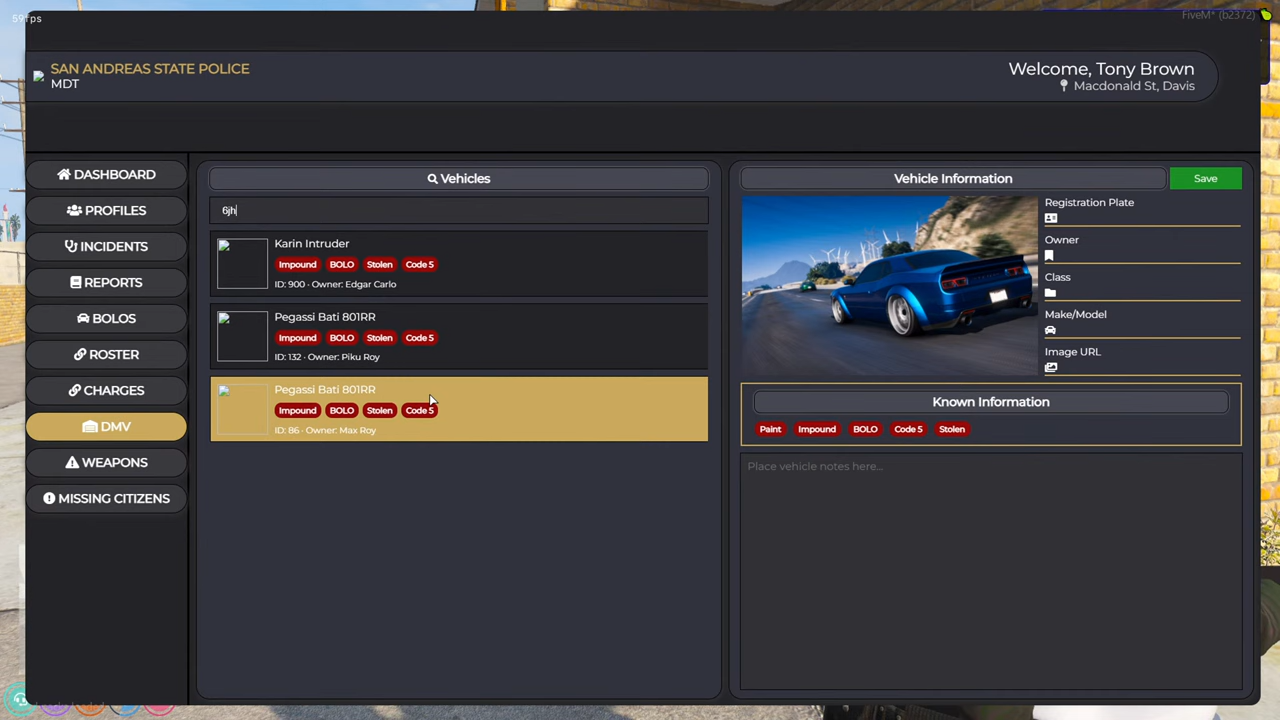 59 fps
FiveM* (b2372)
SAN ANDREAS STATE POLICE
MDT
Welcome, Tony Brown
Macdonald St, Davis
DASHBOARD
PROFILES
INCIDENTS
REPORTS
BOLOS
ROSTER
CHARGES
DMV
WEAPONS
MISSING CITIZENS
Vehicles
6jh
Karin Intruder
Impound BOLO Stolen Code 5
ID: 900 · Owner: Edgar Carlo
Pegassi Bati 801RR
Impound BOLO Stolen Code 5
ID: 132 · Owner: Piku Roy
Pegassi Bati 801RR
Impound BOLO Stolen Code 5
ID: 86 · Owner: Max Roy
Vehicle Information
Save
Registration Plate
Owner
Class
Make/Model
Image URL
Known Information
Paint Impound BOLO Code 5 Stolen
Place vehicle notes here...